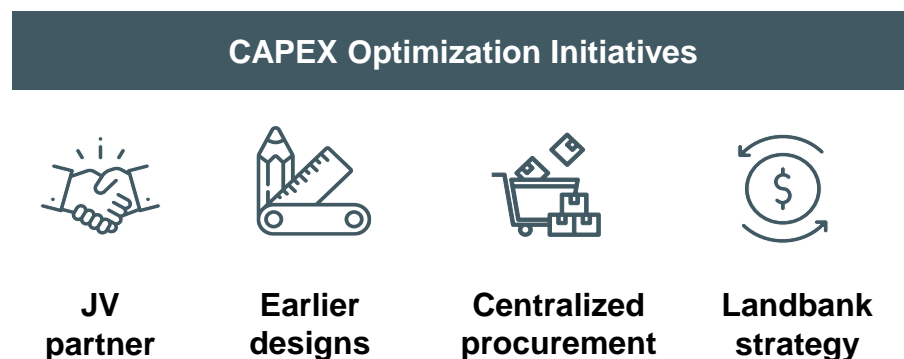 CAPEX Optimization Initiatives
$
JV
partner
Earlier
designs
Centralized
procurement
Landbank
strategy